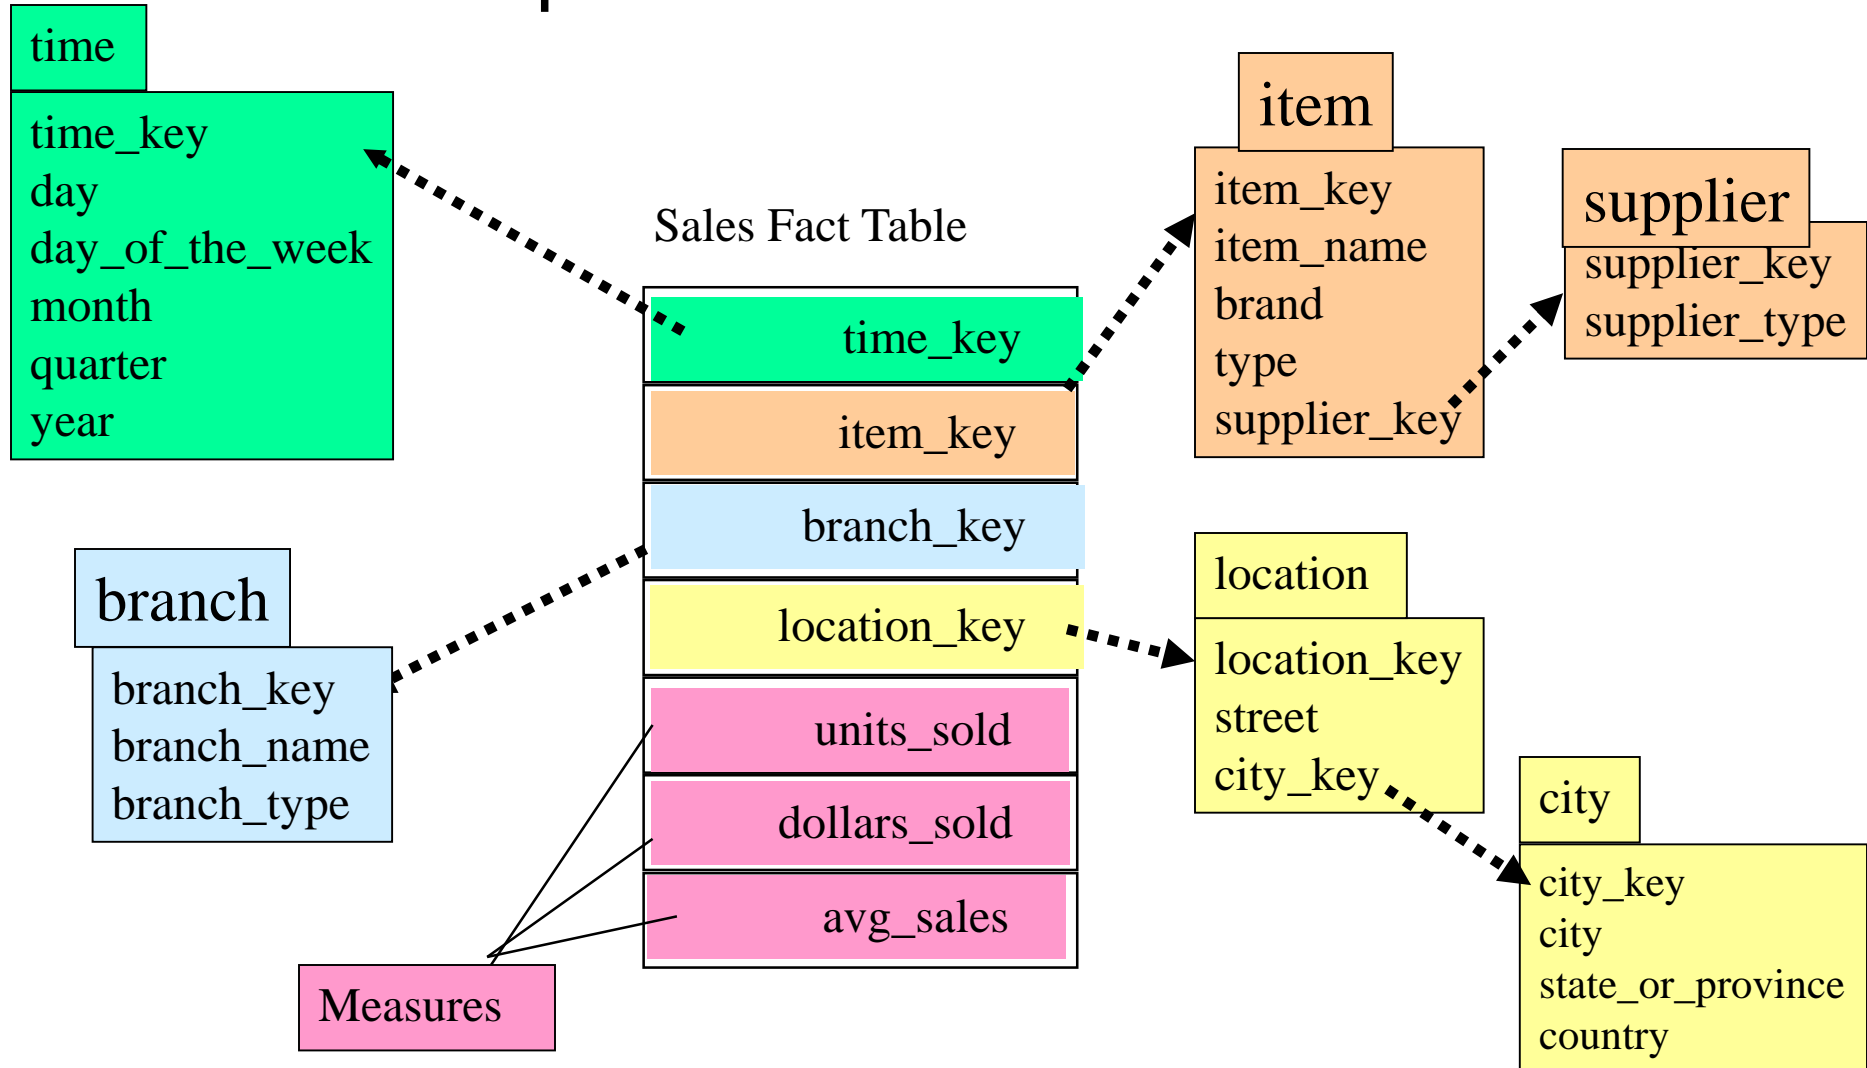 time
time_key
day
day_of_the_week
month
quarter
year
branch
branch_key
branch_name
branch_type
Sales Fact Table
time_key
item_key
branch_key
location_key
units_sold
dollars_sold
avg_sales
Measures
item
item_key
item_name
brand
type
supplier_key
supplier
supplier_key
supplier_type
location
location_key
street
city_key
city
city_key
city
state_or_province
country